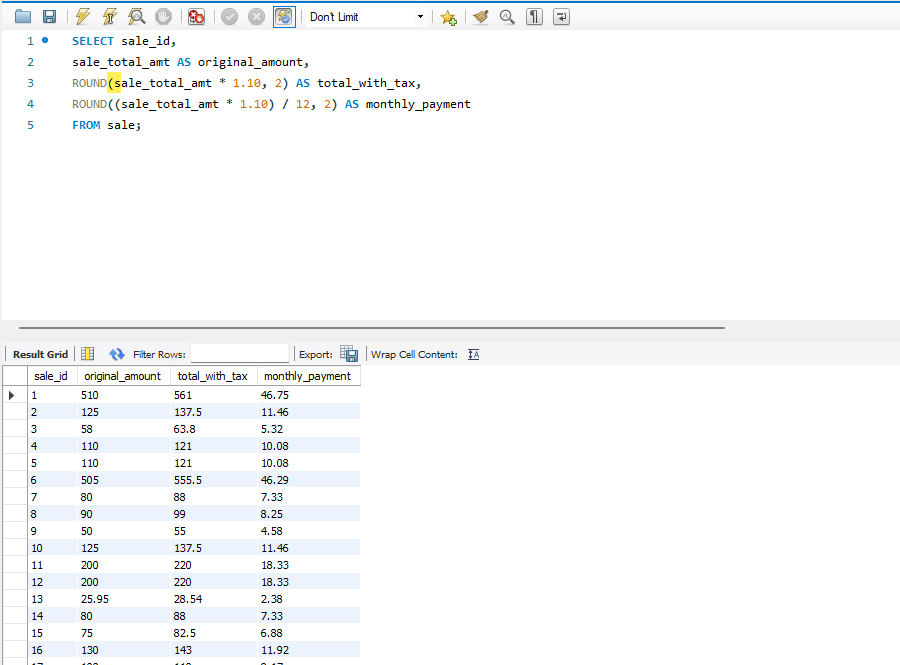 Don't Limit
1 SELECT sale_id,
2 sale_total_amt AS original_amount,
3 ROUND(sale_total_amt * 1.10, 2) AS total_with_tax,
4 ROUND((sale_total_amt * 1.10) / 12, 2) AS monthly_payment
5 FROM sale;
Result Grid Filter Rows: Export: Wrap Cell Content: IA
sale_id original_amount total_with_tax monthly_payment
1 510 561 46.75
2 125 137.5 11.46
3 58 63.8 5.32
4 110 121 10.08
5 110 121 10.08
6 505 555.5 46.29
7 80 88 7.33
8 90 99 8.25
9 50 55 4.58
10 125 137.5 11.46
11 200 220 18.33
12 200 220 18.33
13 25.95 28.54 2.38
14 80 88 7.33
15 75 82.5 6.88
16 130 143 11.92